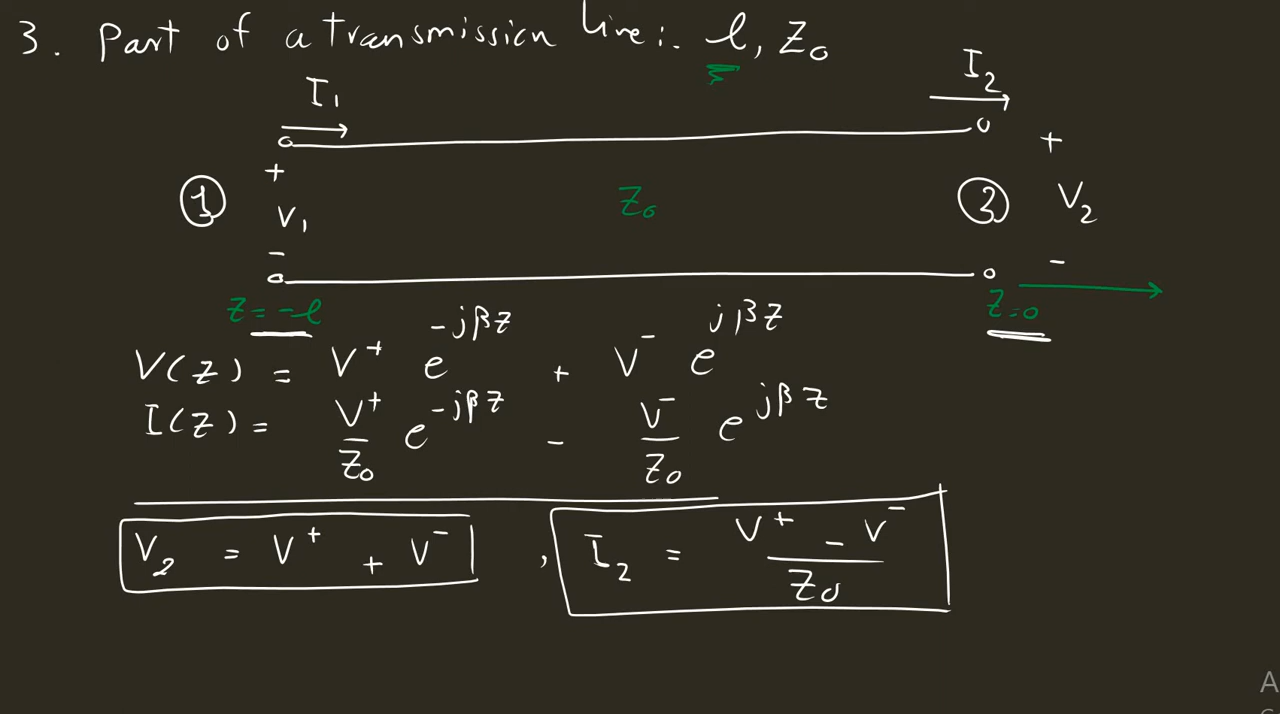 3. Part of a transmission line:. l, Z₀
I₁
I₂
+
①
V₁
-
Z₀
②
+
V₂
-
z = -l
z = 0
V(z) = V⁺ e^{-jβz} + V⁻ e^{jβz}
I(z) = V⁺/Z₀ e^{-jβz} - V⁻/Z₀ e^{jβz}
V₂ = V⁺ + V⁻ , I₂ = (V⁺ - V⁻)/Z₀
A